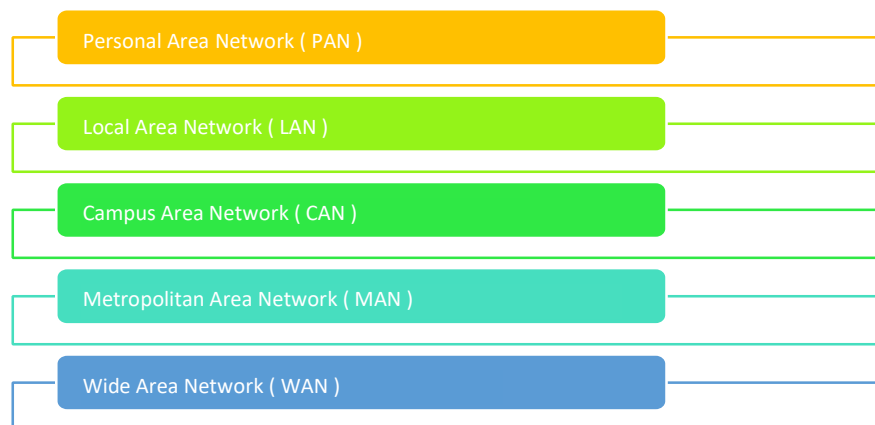 Personal Area Network ( PAN )
Local Area Network ( LAN )
Campus Area Network ( CAN )
Metropolitan Area Network ( MAN )
Wide Area Network ( WAN )